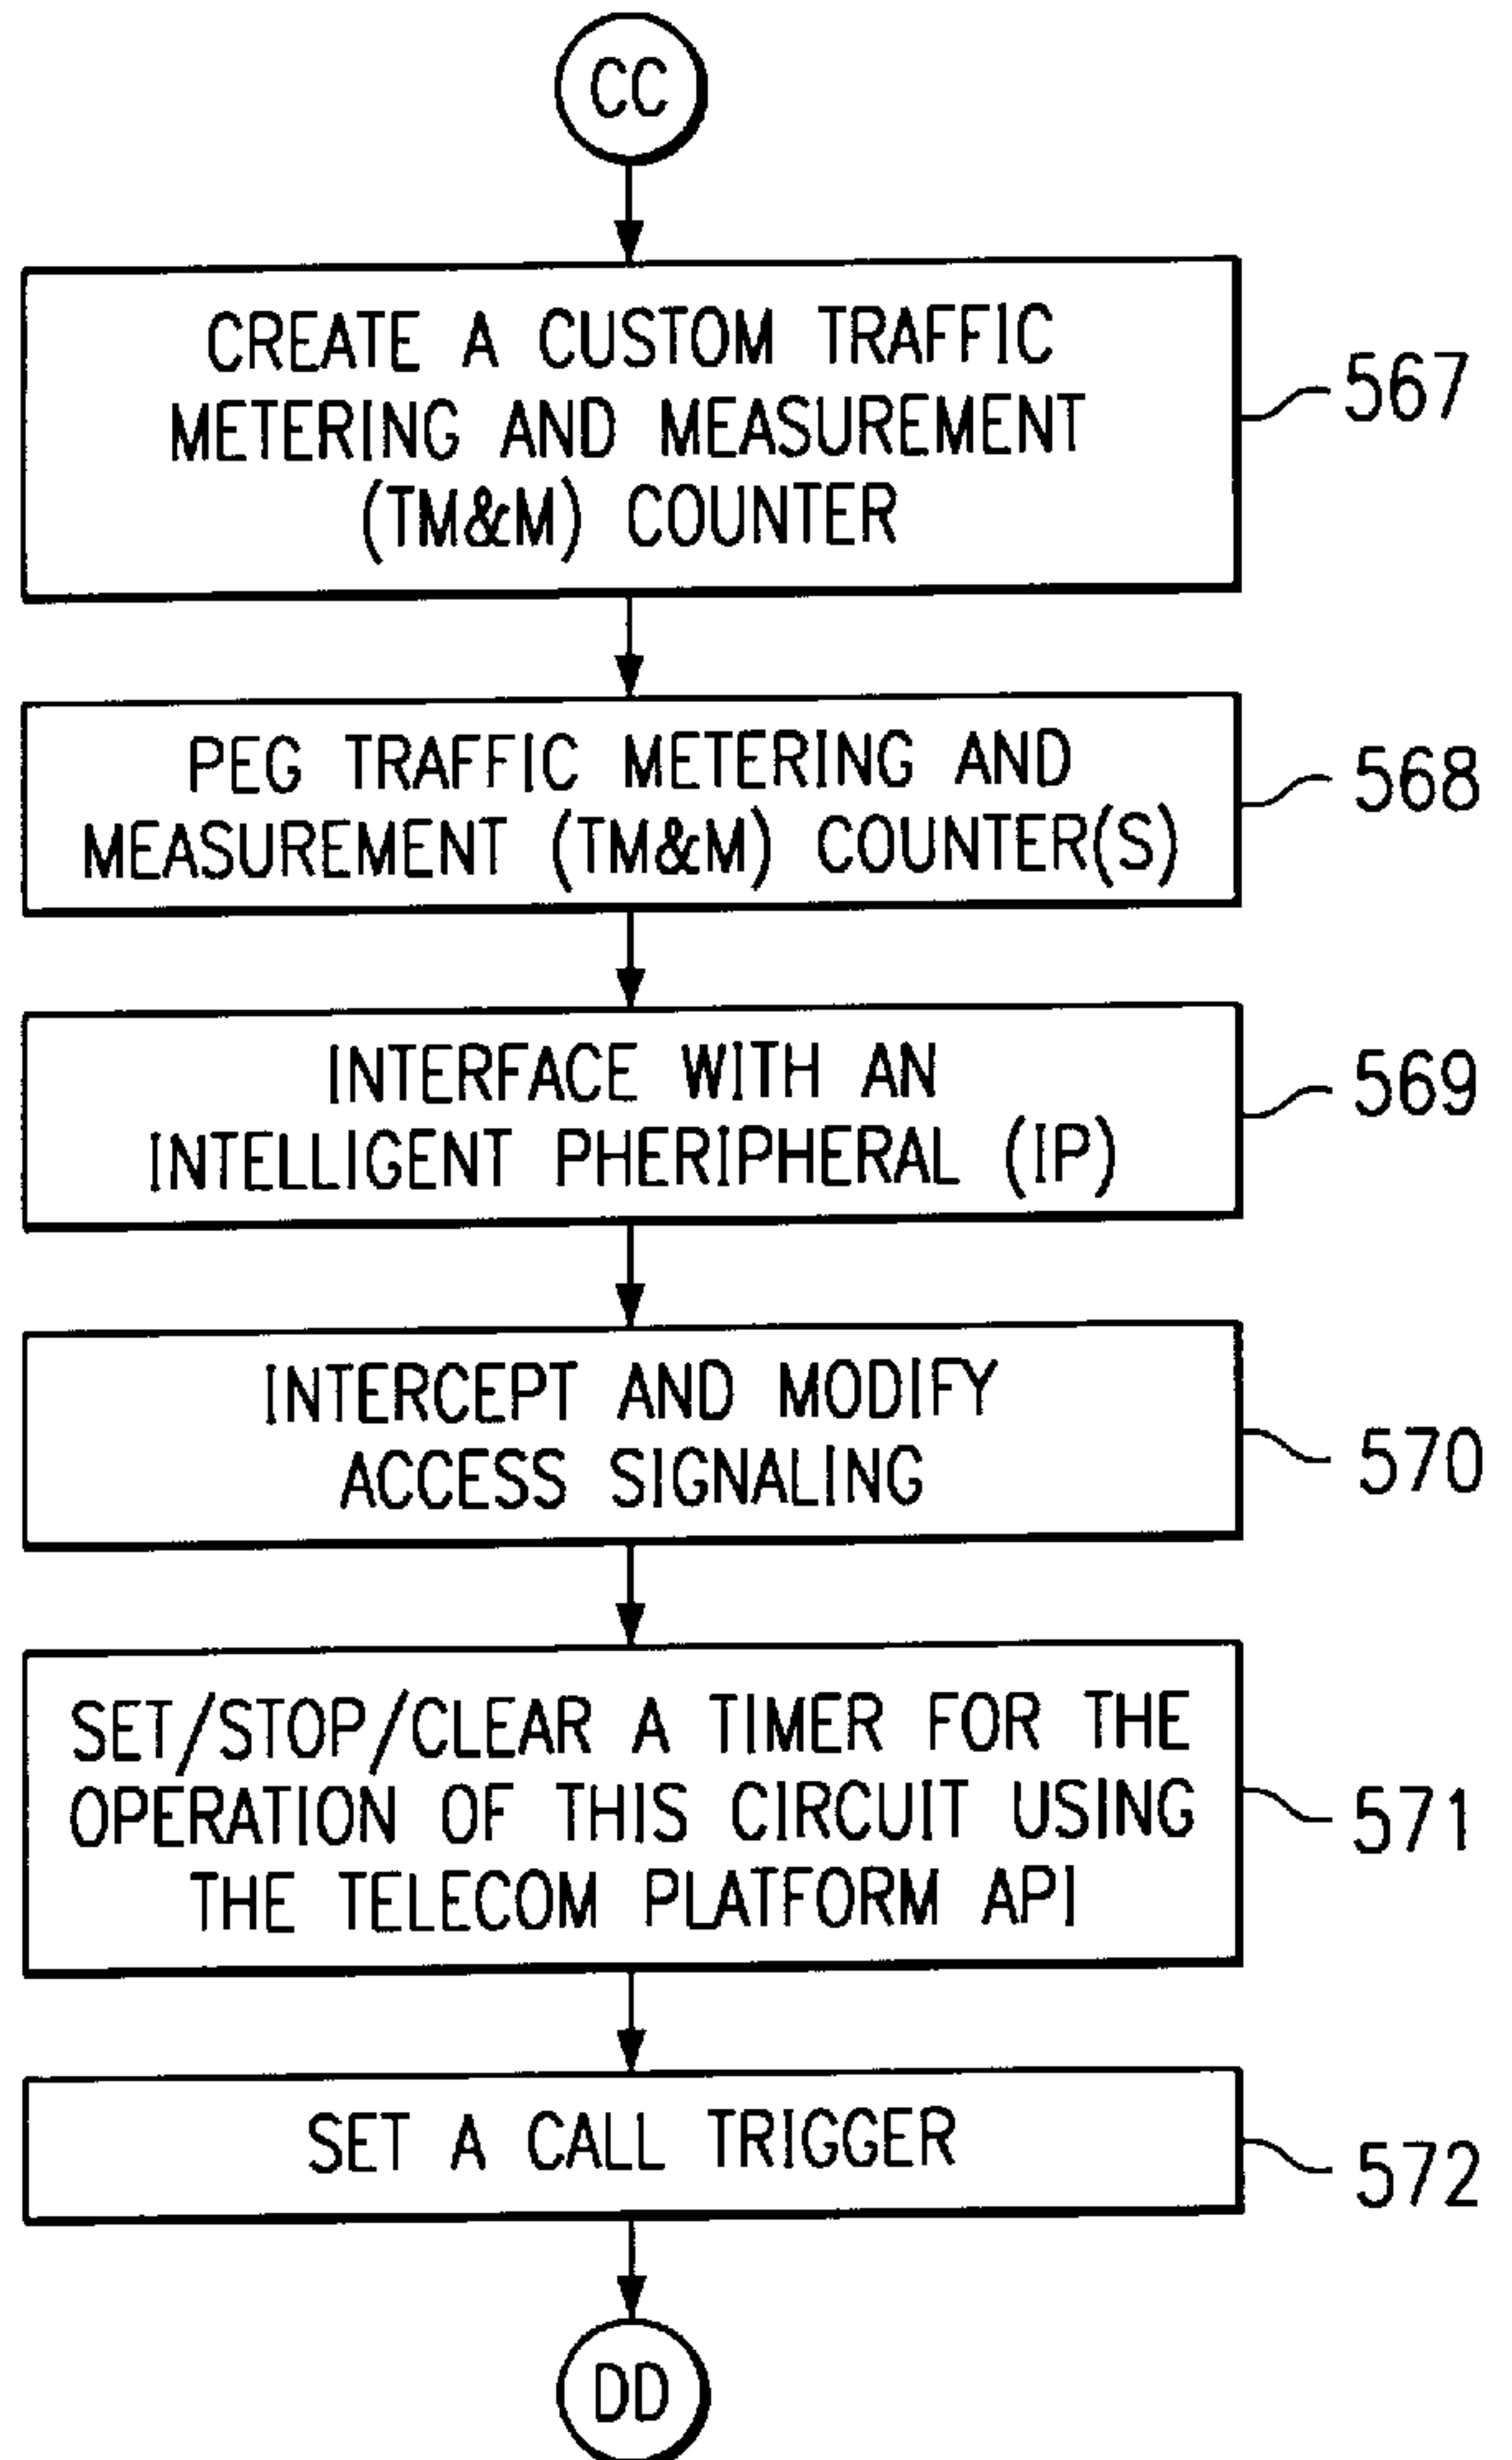 CC
CREATE A CUSTOM TRAFFIC
METERING AND MEASUREMENT
(TM&M) COUNTER
567
PEG TRAFFIC METERING AND
MEASUREMENT (TM&M) COUNTER(S)
568
INTERFACE WITH AN
INTELLIGENT PHERIPHERAL (IP)
569
INTERCEPT AND MODIFY
ACCESS SIGNALING
570
SET/STOP/CLEAR A TIMER FOR THE
OPERATION OF THIS CIRCUIT USING
THE TELECOM PLATFORM API
571
SET A CALL TRIGGER
572
DD